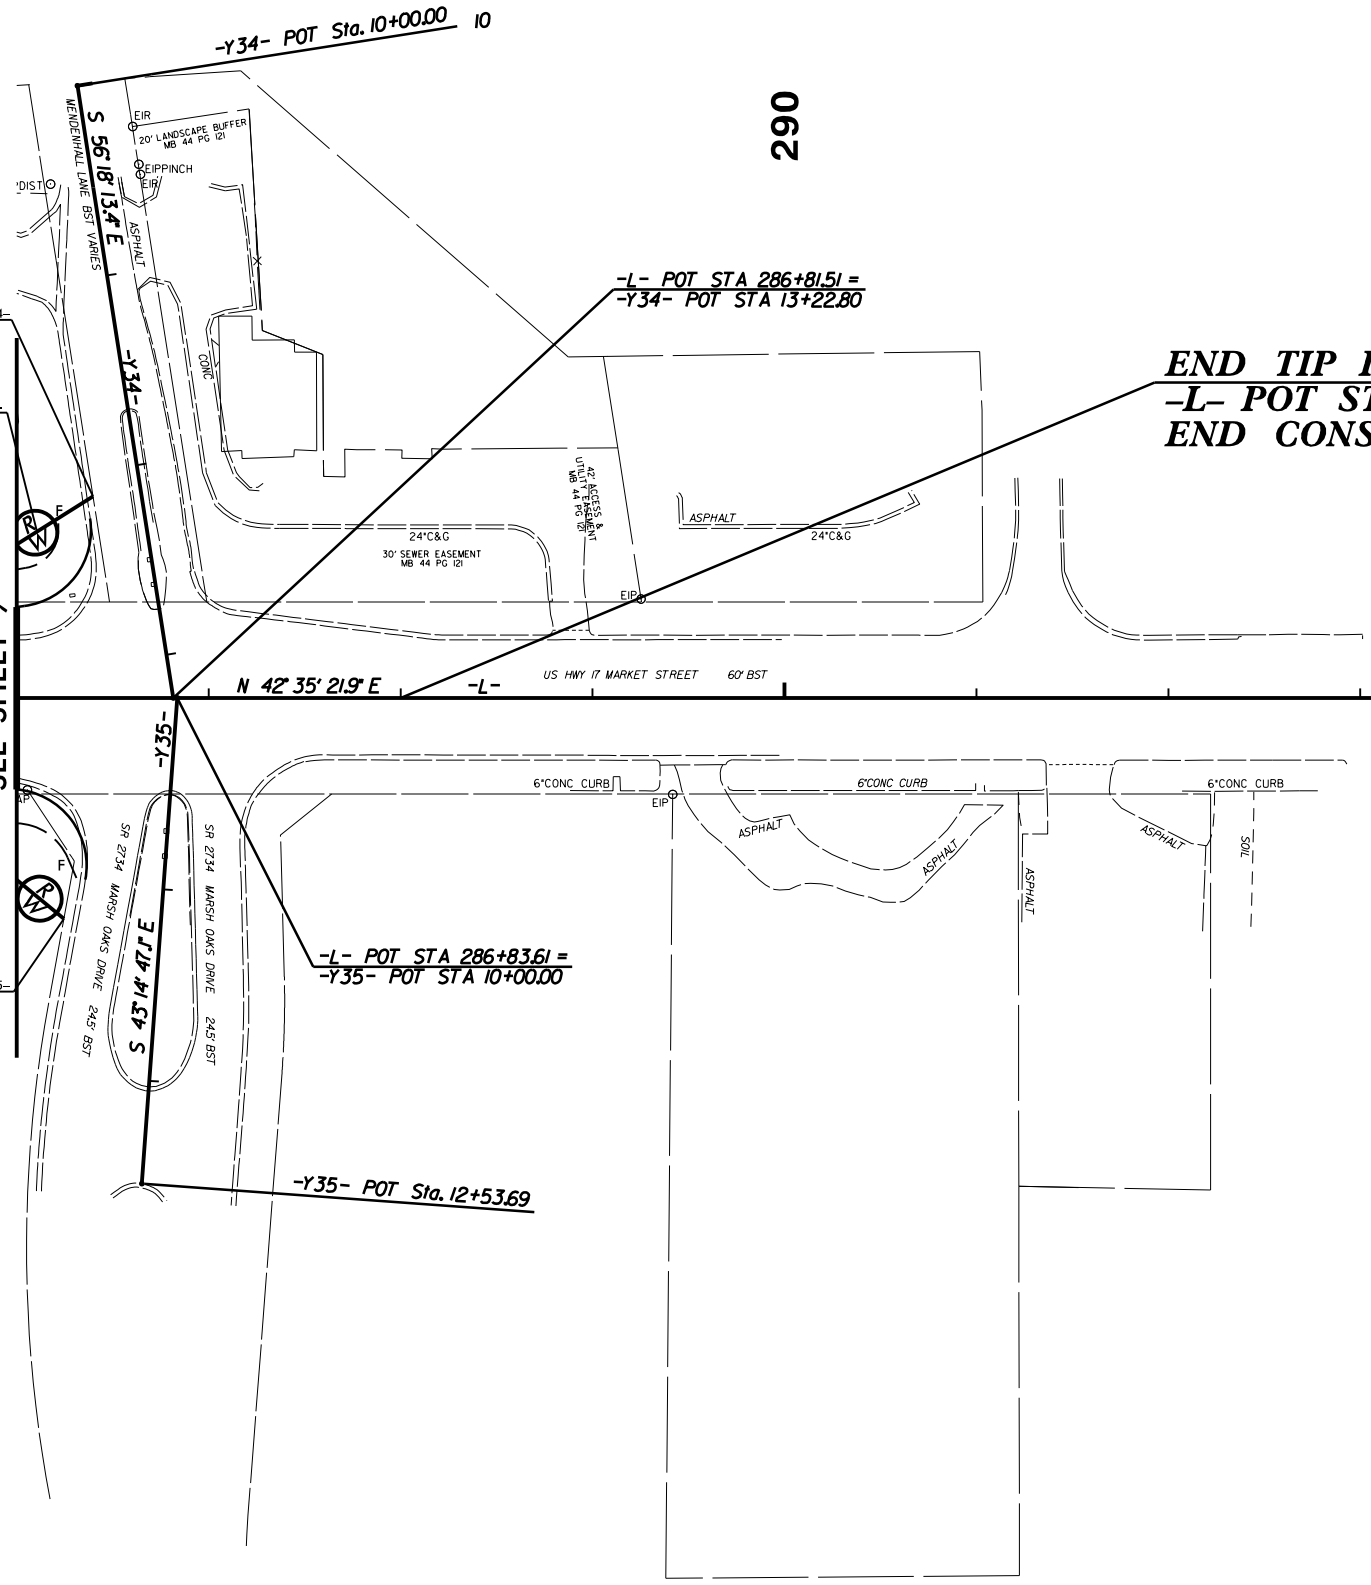 -Y34- POT Sta. 10+00.00
10
290
S 56° 18' 13.4" E
MENDENHALL LANE BST VARIES
EIR
20' LANDSCAPE BUFFER
MB 44 PG 121
EIPPINCH
EIR
ASPHALT
-L- POT STA 286+81.51 =
-Y34- POT STA 13+22.80
-Y34-
CONC
END TIP
-L- POT
END CONS
R/W
F
42' ACCESS &
UTILITY EASEMENT
MB 44 PG 121
ASPHALT
24"C&G
24"C&G
30' SEWER EASEMENT
MB 44 PG 121
EIP
N 42° 35' 21.9" E
-L-
US HWY 17 MARKET STREET
60' BST
-Y35-
6"CONC CURB
6"CONC CURB
6"CONC CURB
EIP
AP
ASPHALT
ASPHALT
ASPHALT
ASPHALT
SOIL
F
R/W
SR 2734 MARSH OAKS DRIVE 24.5' BST
SR 2734 MARSH OAKS DRIVE 24.5' BST
S 43° 14' 47.1" E
-L- POT STA 286+83.61 =
-Y35- POT STA 10+00.00
-Y35- POT Sta. 12+53.69